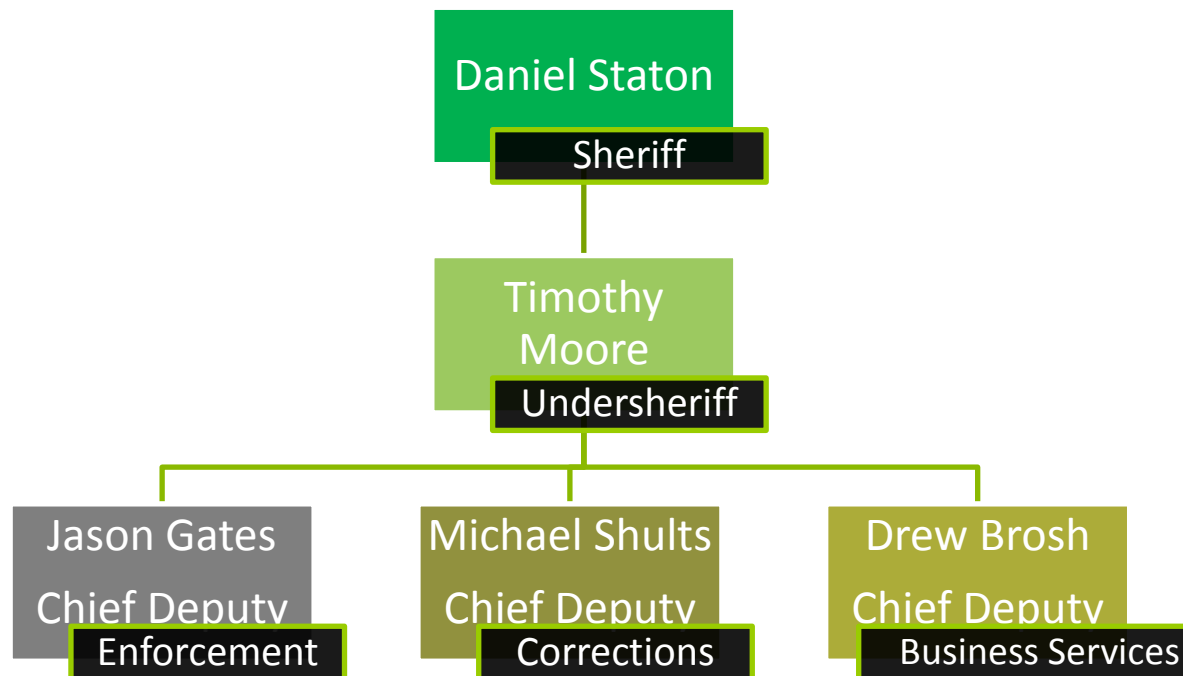 Daniel Staton
Sheriff
Timothy
Moore
Undersheriff
Jason Gates
Chief Deputy
Enforcement
Michael Shults
Chief Deputy
Corrections
Drew Brosh
Chief Deputy
Business Services